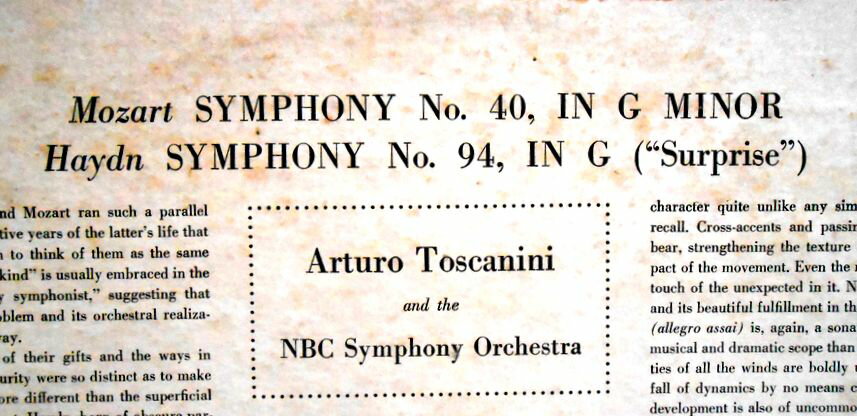 Mozart SYMPHONY No. 40, IN G MINOR
Haydn SYMPHONY No. 94, IN G ("Surprise")
nd Mozart ran such a parallel
tive years of the latter's life that
n to think of them as the same
kind" is usually embraced in the
y symphonist," suggesting that
blem and its orchestral realiza-
ay.
of their gifts and the ways in
urity were so distinct as to make
ore different than the superficial
Arturo Toscanini
and the
NBC Symphony Orchestra
character quite unlike any sim
recall. Cross-accents and passin
bear, strengthening the texture
pact of the movement. Even the
touch of the unexpected in it. N
and its beautiful fulfillment in th
(allegro assai) is, again, a sona
musical and dramatic scope than
ties of all the winds are boldly
fall of dynamics by no means
development is also of uncommo